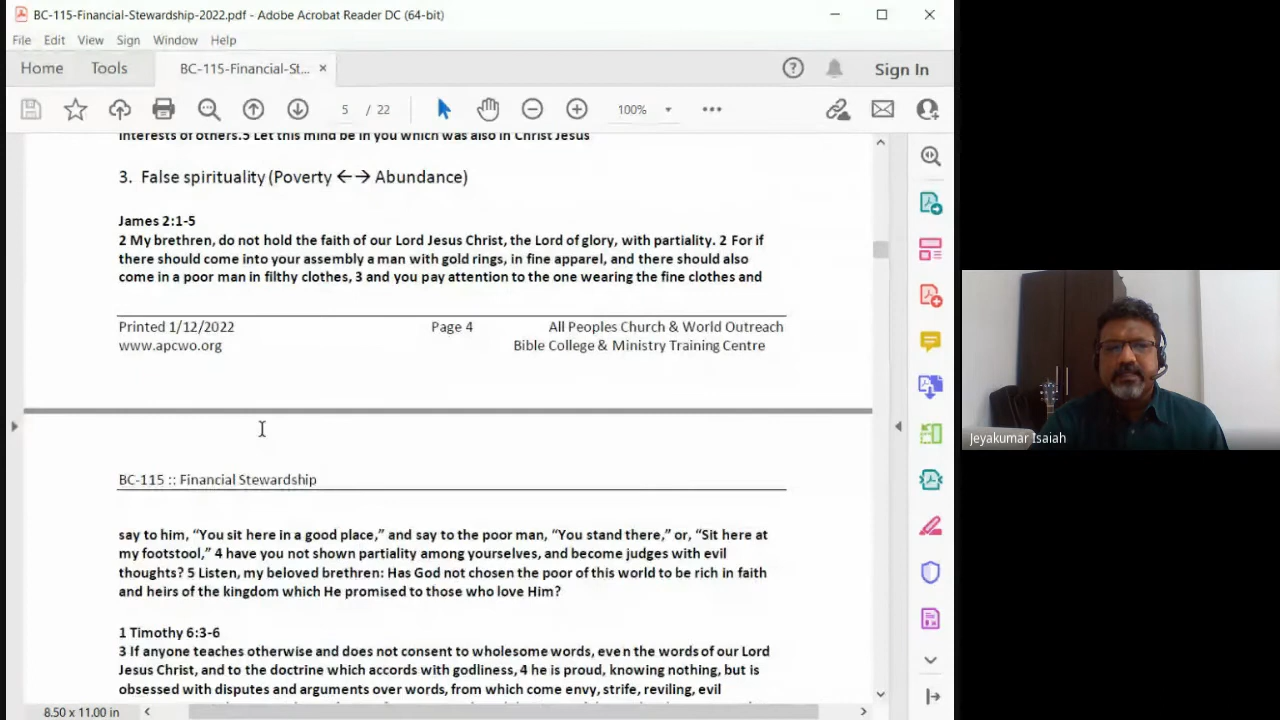 BC-115-Financial-Stewardship-2022.pdf - Adobe Acrobat Reader DC (64-bit)
File Edit View Sign Window Help
Home Tools BC-115-Financial-St... × Sign In
5 / 22 100%
interests of others.5 Let this mind be in you which was also in Christ Jesus
3. False spirituality (Poverty ←→ Abundance)
James 2:1-5
2 My brethren, do not hold the faith of our Lord Jesus Christ, the Lord of glory, with partiality. 2 For if
there should come into your assembly a man with gold rings, in fine apparel, and there should also
come in a poor man in filthy clothes, 3 and you pay attention to the one wearing the fine clothes and
Printed 1/12/2022 Page 4 All Peoples Church & World Outreach
www.apcwo.org Bible College & Ministry Training Centre
BC-115 :: Financial Stewardship
say to him, “You sit here in a good place,” and say to the poor man, “You stand there,” or, “Sit here at
my footstool,” 4 have you not shown partiality among yourselves, and become judges with evil
thoughts? 5 Listen, my beloved brethren: Has God not chosen the poor of this world to be rich in faith
and heirs of the kingdom which He promised to those who love Him?
1 Timothy 6:3-6
3 If anyone teaches otherwise and does not consent to wholesome words, even the words of our Lord
Jesus Christ, and to the doctrine which accords with godliness, 4 he is proud, knowing nothing, but is
obsessed with disputes and arguments over words, from which come envy, strife, reviling, evil
8.50 x 11.00 in
Jeyakumar Isaiah